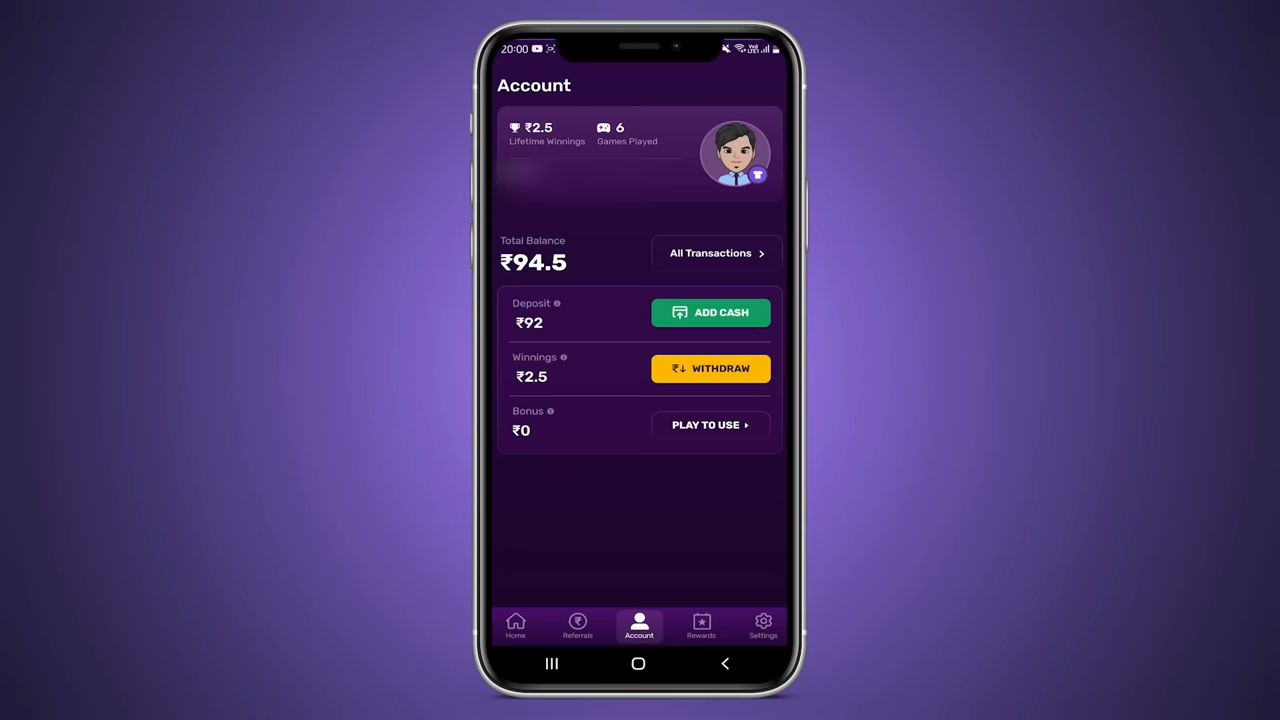 20:00
Account
₹2.5
Lifetime Winnings
6
Games Played
Total Balance
₹94.5
All Transactions >
Deposit
₹92
ADD CASH
Winnings
₹2.5
₹↓ WITHDRAW
Bonus
₹0
PLAY TO USE
Home Referrals Account Rewards Settings